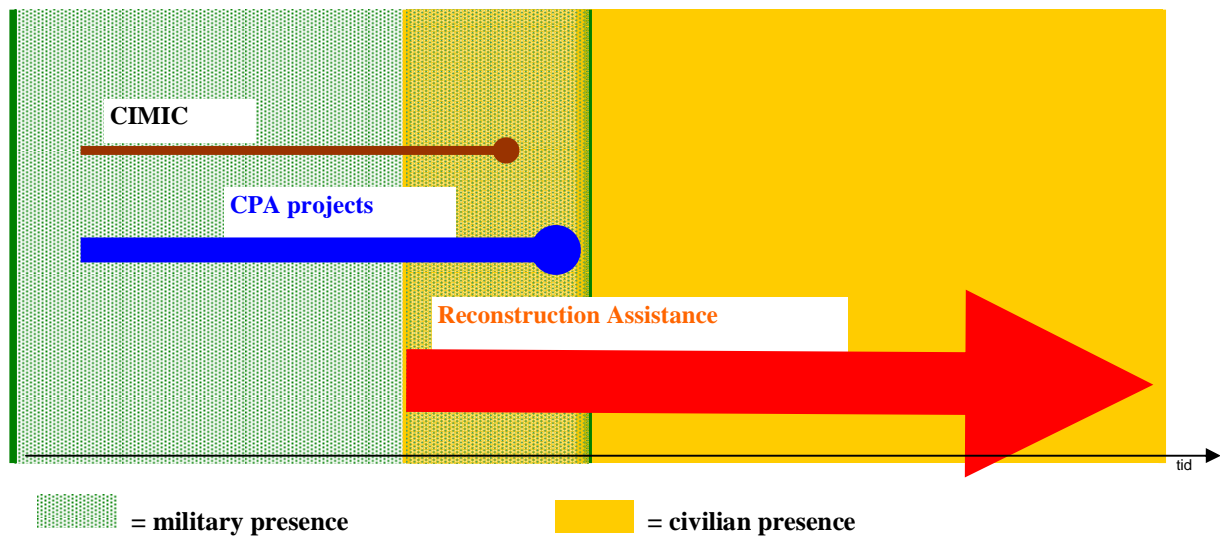 CIMIC
CPA projects
Reconstruction Assistance
tid
= military presence
= civilian presence